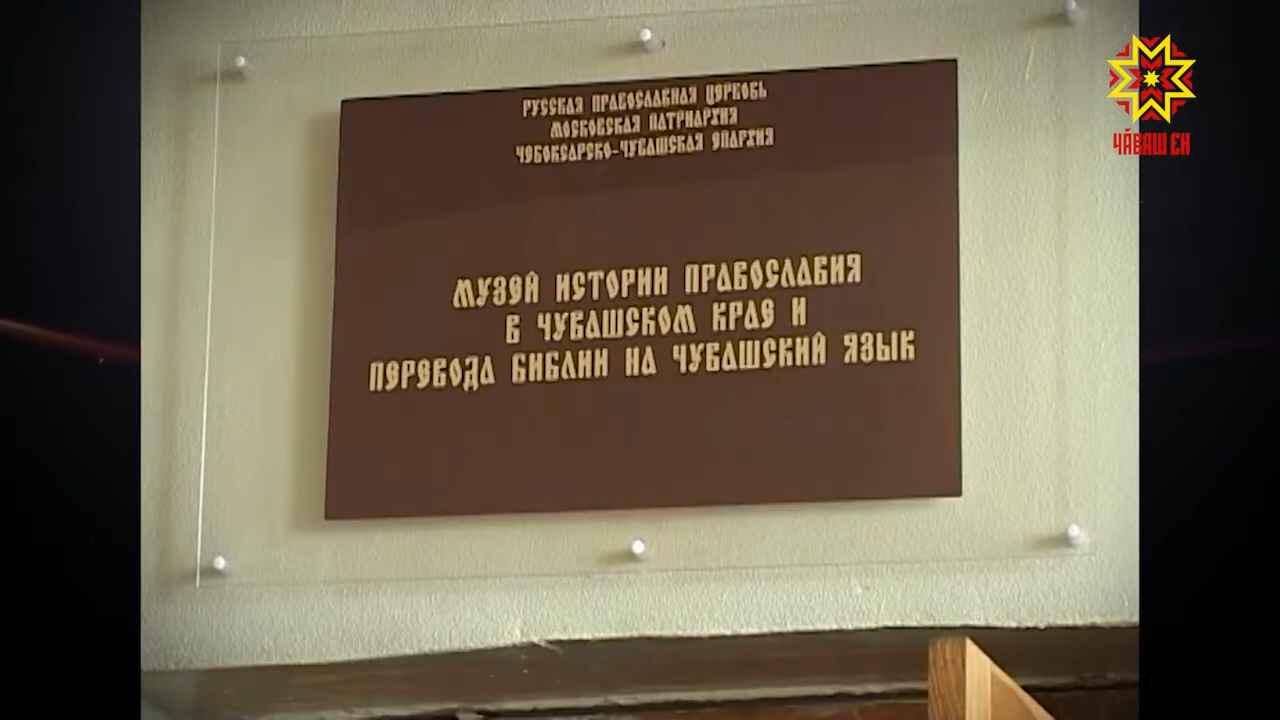 РУССКАЯ ПРАВОСЛАВНАЯ ЦЕРКОВЬ
МОСКОВСКАЯ ПАТРИАРХИЯ
ЧЕБОКСАРСКО-ЧУВАШСКАЯ ЕПАРХИЯ
МУЗЕЙ ИСТОРИИ ПРАВОСЛАВИЯ
В ЧУВАШСКОМ КРАЕ И
ПЕРЕВОДА БИБЛИИ НА ЧУВАШСКИЙ ЯЗЫК
ЧӐВАШ ЕН